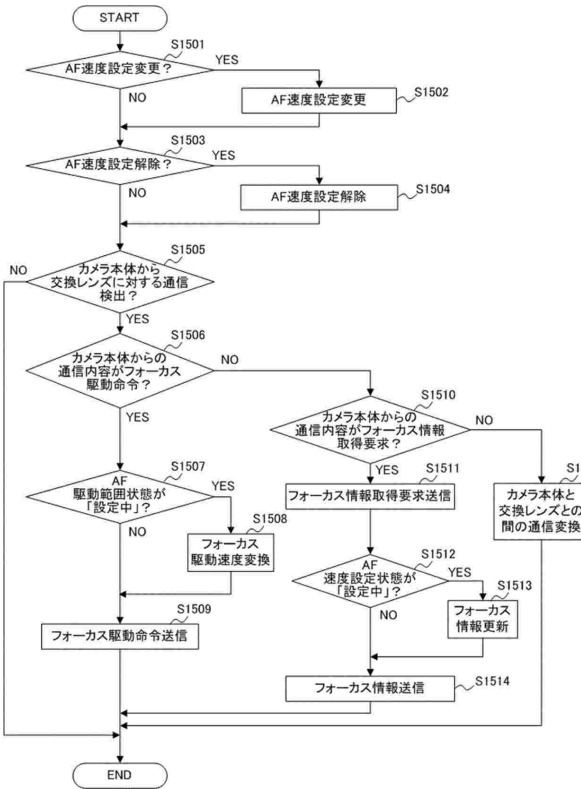 START
S1501
AF速度設定変更？
YES
NO
AF速度設定変更
S1502
S1503
AF速度設定解除？
YES
NO
AF速度設定解除
S1504
S1505
NO
カメラ本体から
交換レンズに対する通信
検出？
YES
S1506
カメラ本体からの
通信内容がフォーカス
駆動命令？
NO
YES
S1510
カメラ本体からの
通信内容がフォーカス情報
取得要求？
NO
YES
S1507
AF
駆動範囲状態が
「設定中」？
YES
NO
S1508
フォーカス
駆動速度変換
S1509
フォーカス駆動命令送信
S1511
フォーカス情報取得要求送信
S1512
AF
速度設定状態が
「設定中」？
YES
NO
S1513
フォーカス
情報更新
フォーカス情報送信
S1514
カメラ本体と
交換レンズとの
間の通信変換
END